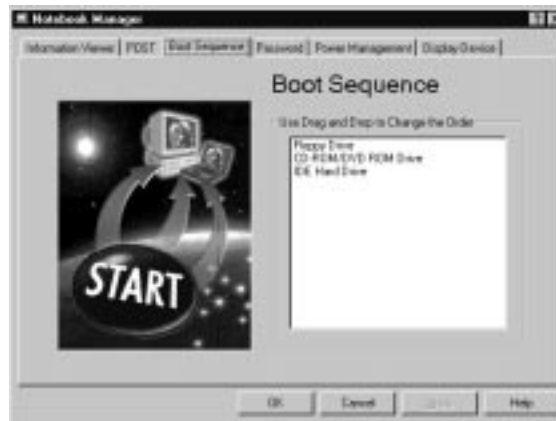 Notebook Manager
Information Viewer POST Boot Sequence Password Power Management Display Device
Boot Sequence
Use Drag and Drop to Change the Order
Floppy Drive
CD-ROM/DVD ROM Drive
IDE Hard Drive
START
OK Cancel Help